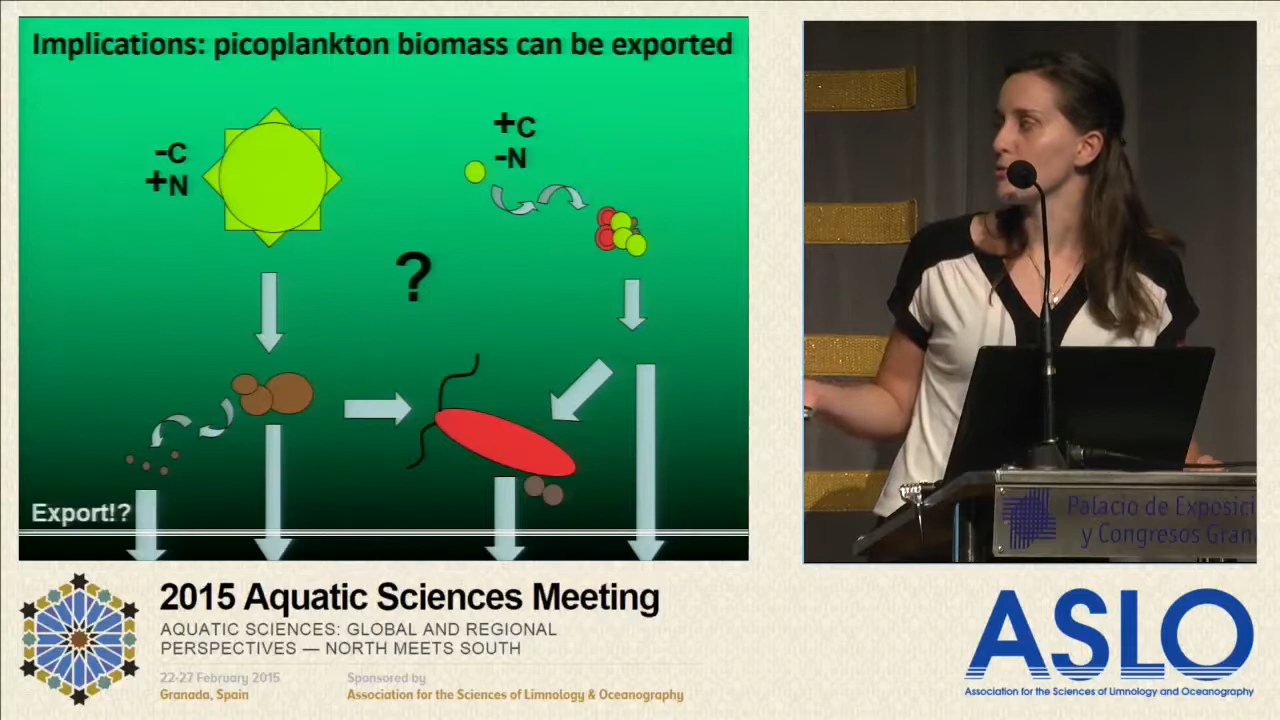 Implications: picoplankton biomass can be exported
-C
+N
+C
-N
?
Export!?
Palacio de Exposici
y Congresos Gran
2015 Aquatic Sciences Meeting
AQUATIC SCIENCES: GLOBAL AND REGIONAL
PERSPECTIVES — NORTH MEETS SOUTH
22-27 February 2015
Granada, Spain
Sponsored by
Association for the Sciences of Limnology & Oceanography
ASLO
Association for the Sciences of Limnology and Oceanography